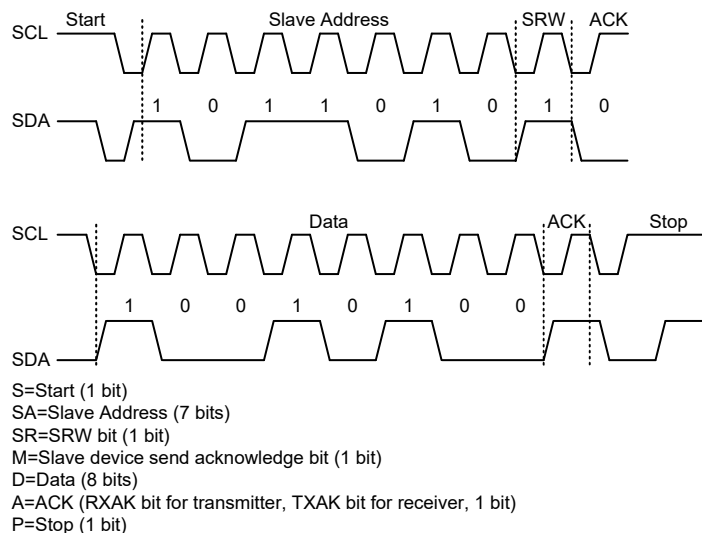 Start Slave Address SRW ACK
SCL
1 0 1 1 0 1 0 1 0
SDA
Data ACK Stop
SCL
1 0 0 1 0 1 0 0
SDA
S=Start (1 bit)
SA=Slave Address (7 bits)
SR=SRW bit (1 bit)
M=Slave device send acknowledge bit (1 bit)
D=Data (8 bits)
A=ACK (RXAK bit for transmitter, TXAK bit for receiver, 1 bit)
P=Stop (1 bit)